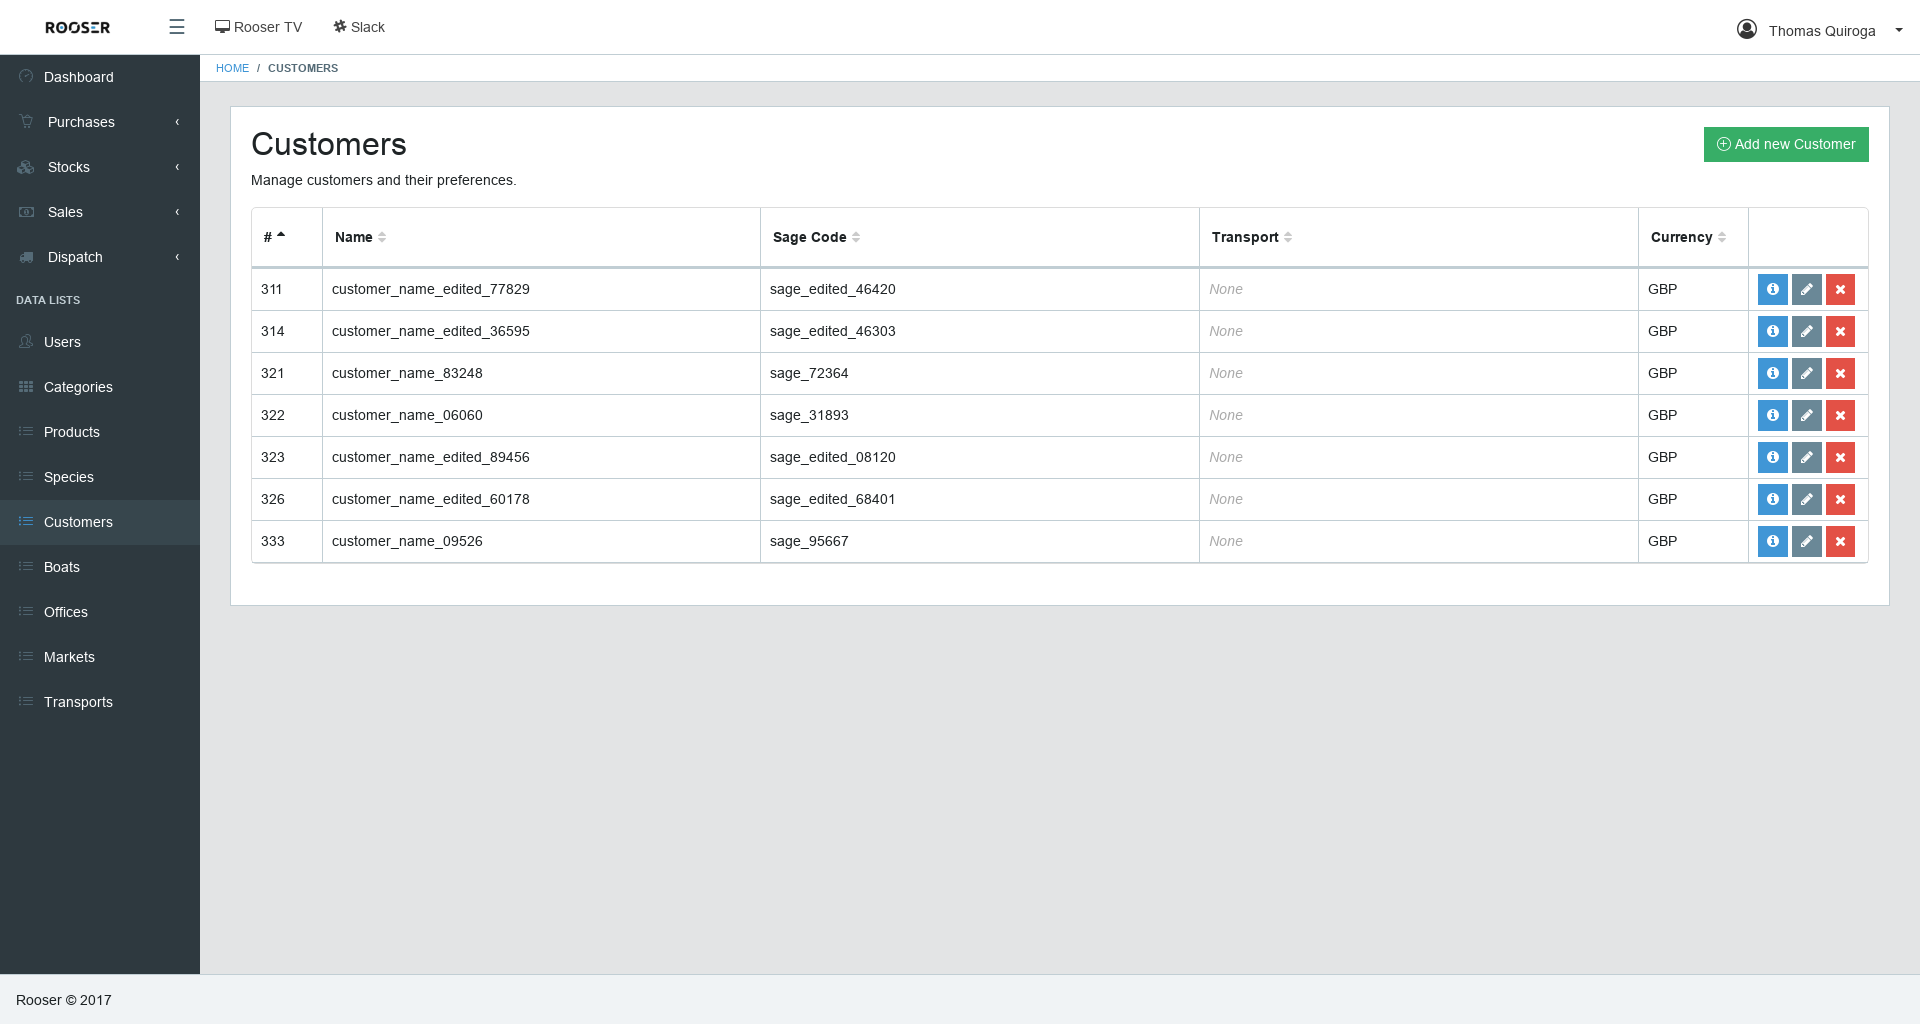 ROOSER
Rooser TV
Slack
Thomas Quiroga
HOME / CUSTOMERS
Dashboard
Purchases
Stocks
Sales
Dispatch
DATA LISTS
Users
Categories
Products
Species
Customers
Boats
Offices
Markets
Transports
Customers
Add new Customer
Manage customers and their preferences.
# Name Sage Code Transport Currency
311 customer_name_edited_77829 sage_edited_46420 None GBP
314 customer_name_edited_36595 sage_edited_46303 None GBP
321 customer_name_83248 sage_72364 None GBP
322 customer_name_06060 sage_31893 None GBP
323 customer_name_edited_89456 sage_edited_08120 None GBP
326 customer_name_edited_60178 sage_edited_68401 None GBP
333 customer_name_09526 sage_95667 None GBP
Rooser © 2017